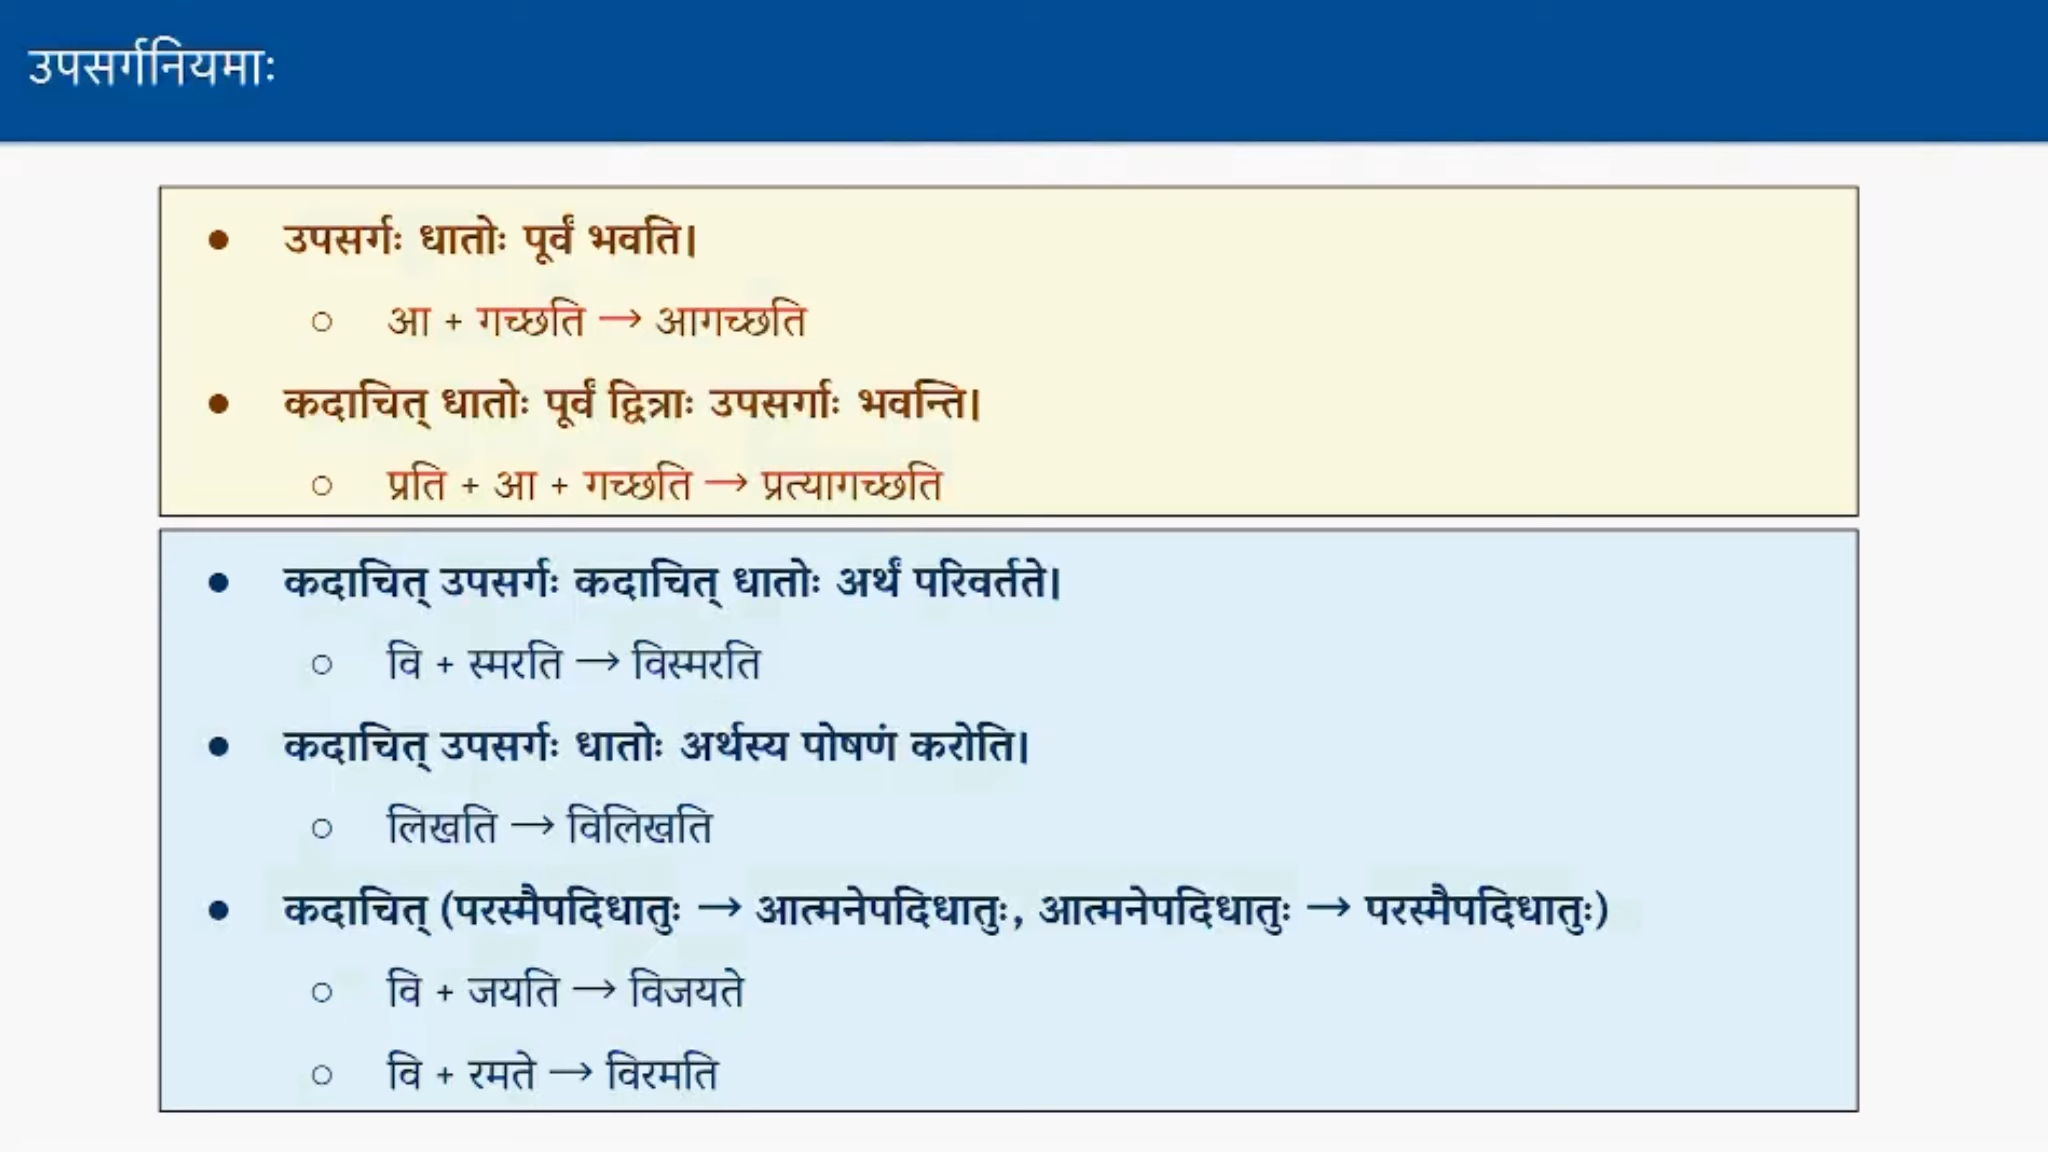 उपसर्गनियमाः
● उपसर्गः धातोः पूर्वं भवति।
○ आ + गच्छति → आगच्छति
● कदाचित् धातोः पूर्वं द्वित्राः उपसर्गाः भवन्ति।
○ प्रति + आ + गच्छति → प्रत्यागच्छति
● कदाचित् उपसर्गः कदाचित् धातोः अर्थं परिवर्तते।
○ वि + स्मरति → विस्मरति
● कदाचित् उपसर्गः धातोः अर्थस्य पोषणं करोति।
○ लिखति → विलिखति
● कदाचित् (परस्मैपदिधातुः → आत्मनेपदिधातुः, आत्मनेपदिधातुः → परस्मैपदिधातुः)
○ वि + जयति → विजयते
○ वि + रमते → विरमति